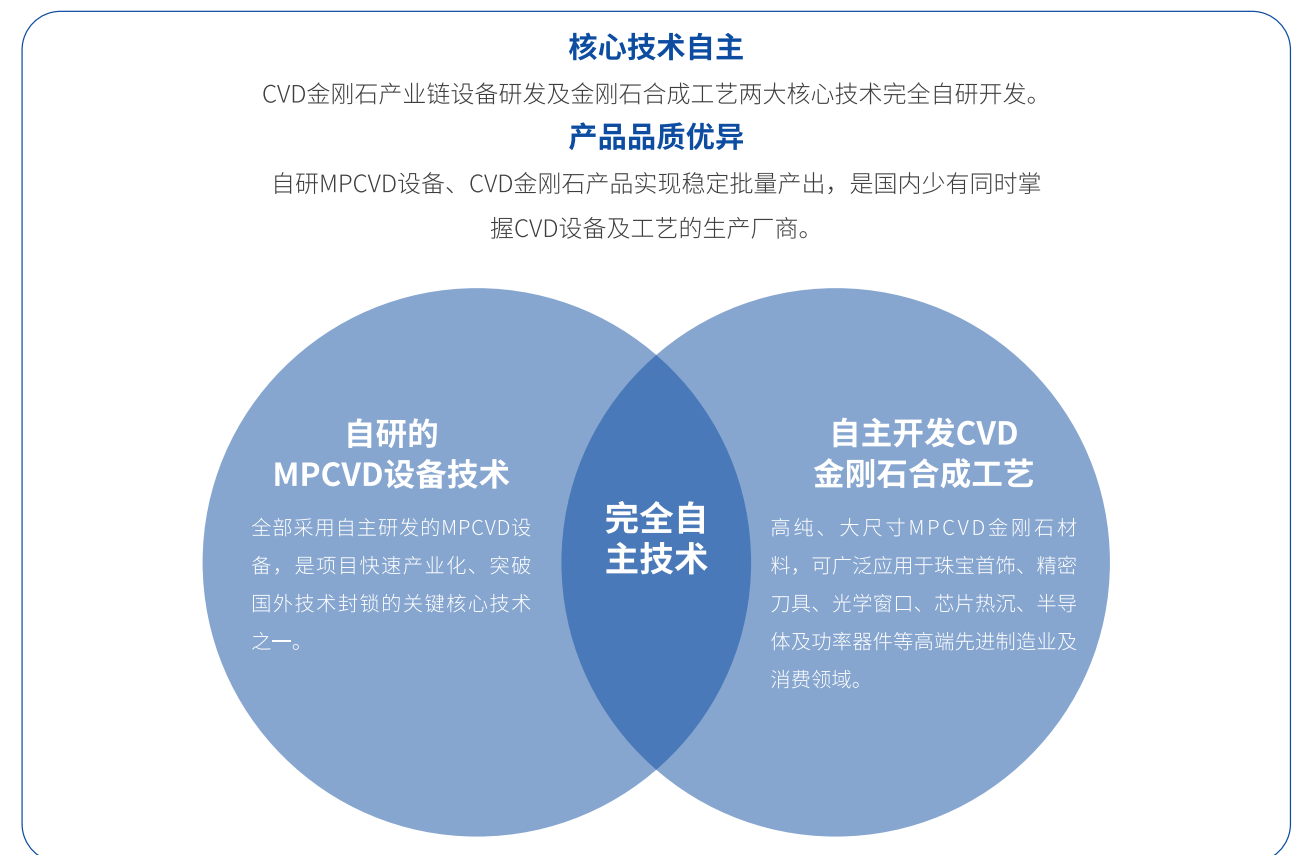 核心技术自主
CVD金刚石产业链设备研发及金刚石合成工艺两大核心技术完全自研开发。
产品品质优异
自研MPCVD设备、CVD金刚石产品实现稳定批量产出，是国内少有同时掌
握CVD设备及工艺的生产厂商。
自研的
MPCVD设备技术
全部采用自主研发的MPCVD设
备，是项目快速产业化、突破
国外技术封锁的关键核心技术
之一。
完全自
主技术
自主开发CVD
金刚石合成工艺
高纯、大尺寸MPCVD金刚石材
料，可广泛应用于珠宝首饰、精密
刀具、光学窗口、芯片热沉、半导
体及功率器件等高端先进制造业及
消费领域。